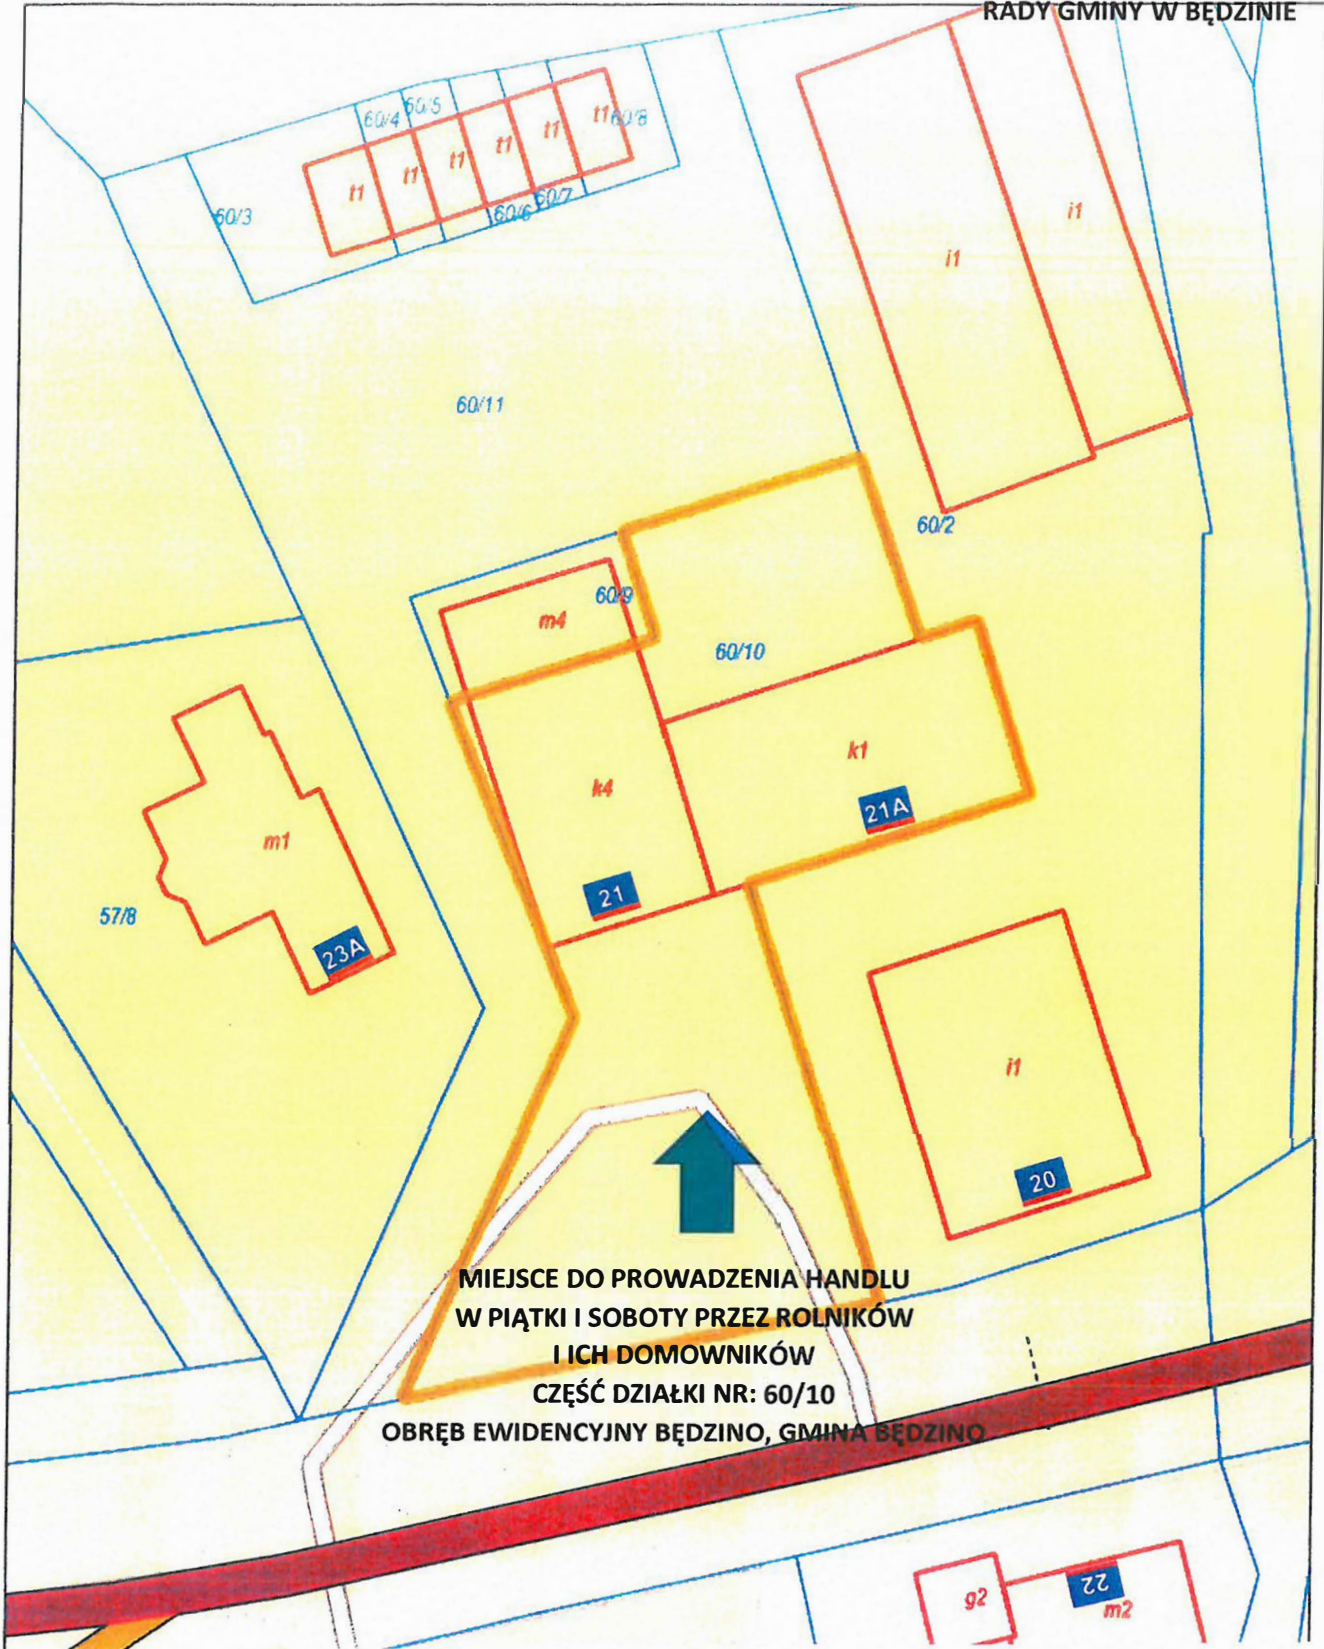 RADY GMINY W BĘDZINIE
60/4
60/5
t1
t1
t1
t1
t1
t1
60/8
60/3
60/6
60/7
i1
i1
60/11
60/2
60/9
m4
60/10
k1
k4
21A
21
m1
57/8
23A
i1
20
MIEJSCE DO PROWADZENIA HANDLU
W PIĄTKI I SOBOTY PRZEZ ROLNIKÓW
I ICH DOMOWNIKÓW
CZĘŚĆ DZIAŁKI NR: 60/10
OBRĘB EWIDENCYJNY BĘDZINO, GMINA BĘDZINO
g2
22
m2